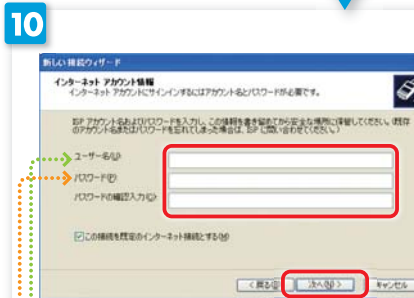 10
新しい接続ウィザード
インターネット アカウント情報
インターネット アカウントにサインインするにはアカウント名とパスワードが必要です。
ISP アカウント名およびパスワードを入力し、この情報を書き留めてから安全な場所に保管してください。(既存
のアカウント名またはパスワードを忘れてしまった場合は、ISP に問い合わせてください。)
ユーザー名(U):
パスワード(P):
パスワードの確認入力(C):
この接続を既定のインターネット接続とする(M)
< 戻る(B)
次へ(N) >
キャンセル